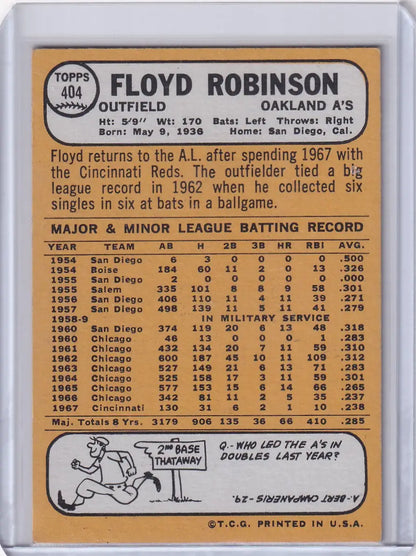 TOPPS
404
FLOYD ROBINSON
OUTFIELD OAKLAND A'S
Ht: 5'9" Wt: 170 Bats: Left Throws: Right
Born: May 9, 1936 Home: San Diego, Cal.
Floyd returns to the A.L. after spending 1967 with
the Cincinnati Reds. The outfielder tied a big
league record in 1962 when he collected six
singles in six at bats in a ballgame.
MAJOR & MINOR LEAGUE BATTING RECORD
YEAR TEAM AB H 2B 3B HR RBI AVG.
1954 San Diego 6 3 0 0 0 0 .500
1954 Boise 184 60 11 2 0 13 .326
1955 San Diego 2 0 0 0 0 0 .000
1955 Salem 335 101 8 8 9 58 .301
1956 San Diego 406 110 11 4 11 39 .271
1957 San Diego 498 139 11 5 11 39 .279
1958-9 IN MILITARY SERVICE
1960 San Diego 374 119 20 6 13 48 .318
1960 Chicago 46 13 0 0 0 1 .283
1961 Chicago 432 134 20 7 11 59 .310
1962 Chicago 600 187 45 10 11 109 .312
1963 Chicago 527 149 21 6 13 71 .283
1964 Chicago 525 158 17 3 11 59 .301
1965 Chicago 577 153 15 6 14 66 .265
1966 Chicago 342 81 11 2 5 35 .237
1967 Cincinnati 130 31 6 2 1 10 .238
Maj. Totals 8 Yrs. 3179 906 135 36 66 410 .285
2ND BASE
THATAWAY
Q.-WHO LED THE A'S IN
DOUBLES LAST YEAR?
A.-BERT CAMPANERIS-29.
©T.C.G. PRINTED IN U.S.A.